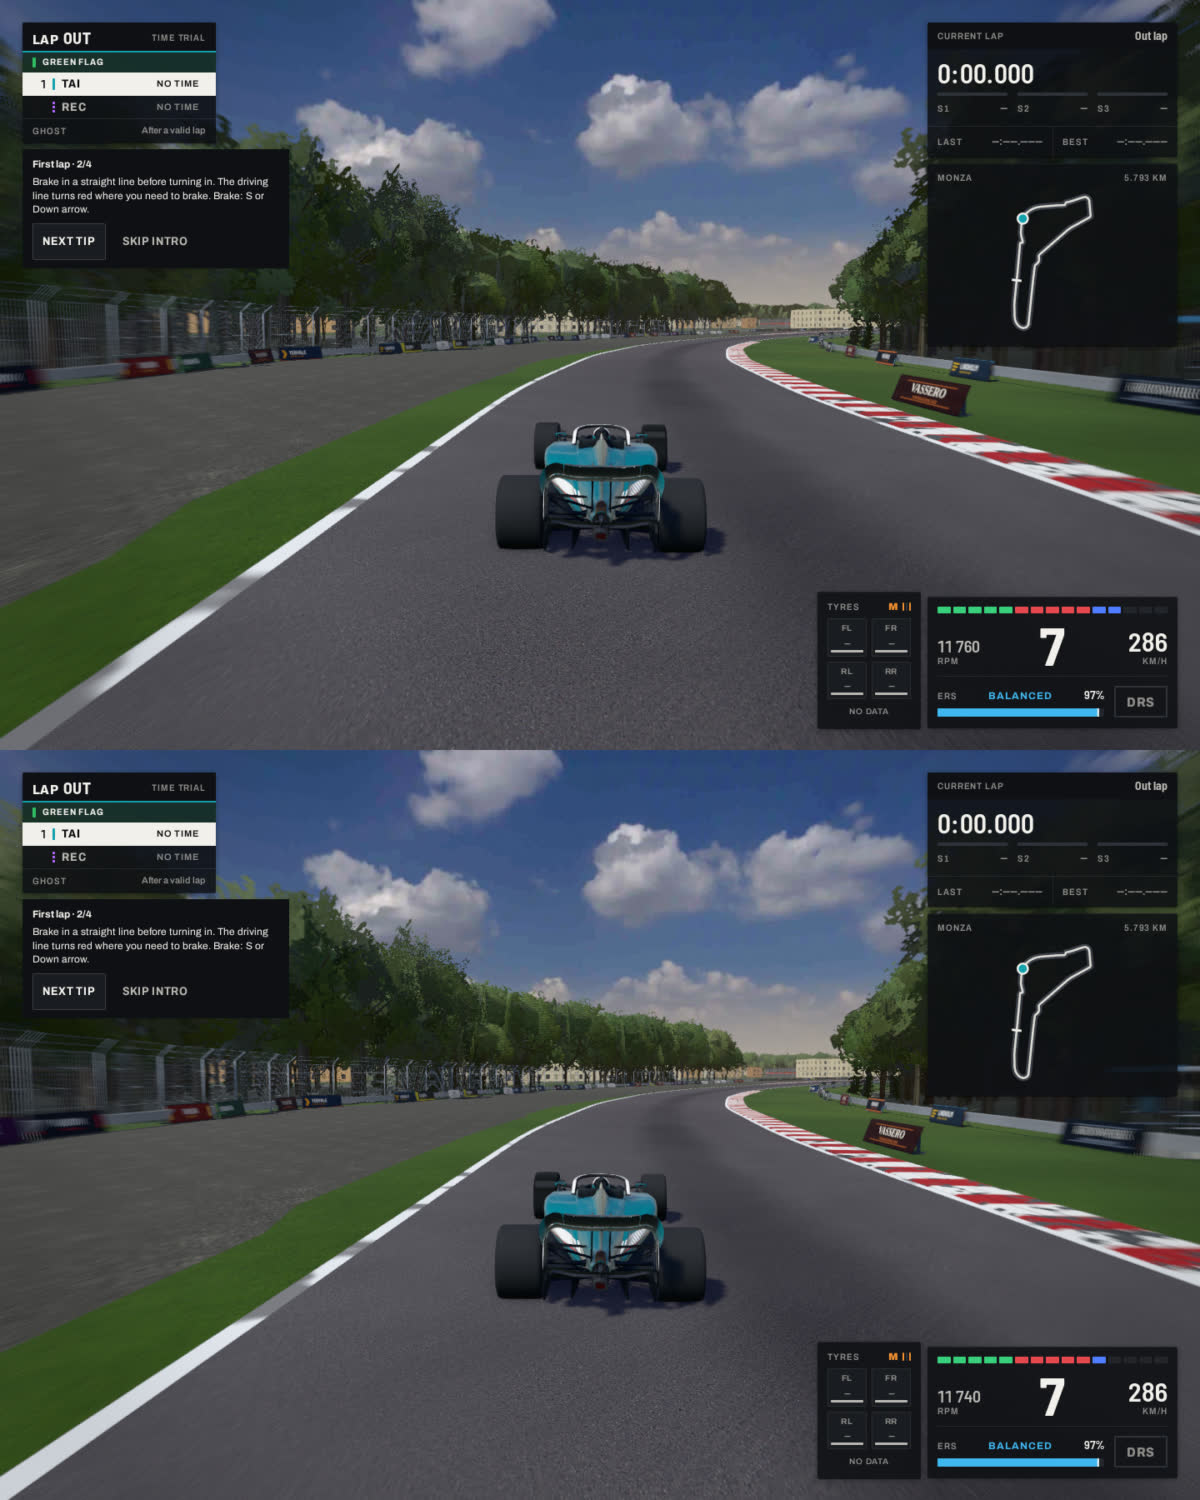 LAP OUT TIME TRIAL
GREEN FLAG
1 TAI NO TIME
REC NO TIME
GHOST After a valid lap
First lap · 2/4
Brake in a straight line before turning in. The driving
line turns red where you need to brake. Brake: S or
Down arrow.
NEXT TIP SKIP INTRO
CURRENT LAP Out lap
0:00.000
S1 – S2 – S3 –
LAST –:––.––– BEST –:––.–––
MONZA 5.793 KM
VASSERO
TYRES M
FL FR
– –
RL RR
– –
NO DATA
11 760
RPM
7
286
KM/H
ERS BALANCED 97%
DRS
LAP OUT TIME TRIAL
GREEN FLAG
1 TAI NO TIME
REC NO TIME
GHOST After a valid lap
First lap · 2/4
Brake in a straight line before turning in. The driving
line turns red where you need to brake. Brake: S or
Down arrow.
NEXT TIP SKIP INTRO
CURRENT LAP Out lap
0:00.000
S1 – S2 – S3 –
LAST –:––.––– BEST –:––.–––
MONZA 5.793 KM
VASSERO
TYRES M
FL FR
– –
RL RR
– –
NO DATA
11 740
RPM
7
286
KM/H
ERS BALANCED 97%
DRS